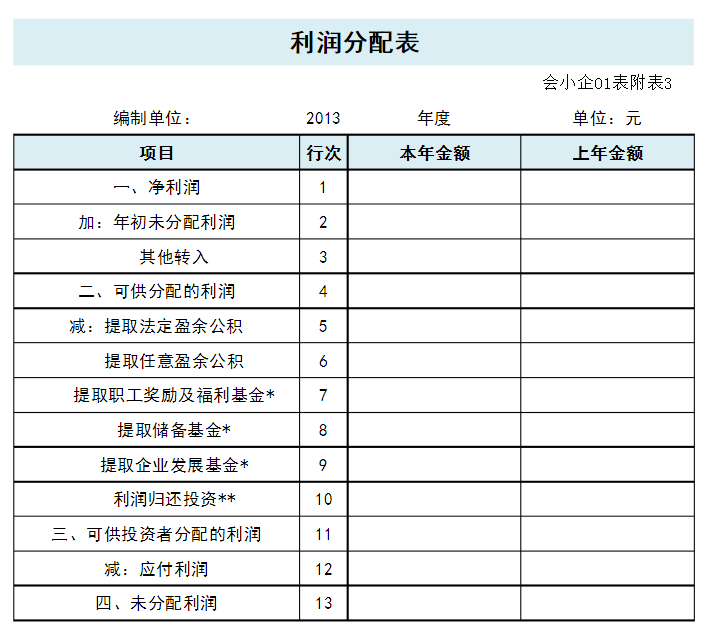 利润分配表
会小企01表附表3
编制单位: 2013 年度 单位: 元
项目 行次 本年金额 上年金额
一、净利润 1
加: 年初未分配利润 2
其他转入 3
二、可供分配的利润 4
减: 提取法定盈余公积 5
提取任意盈余公积 6
提取职工奖励及福利基金* 7
提取储备基金* 8
提取企业发展基金* 9
利润归还投资** 10
三、可供投资者分配的利润 11
减: 应付利润 12
四、未分配利润 13